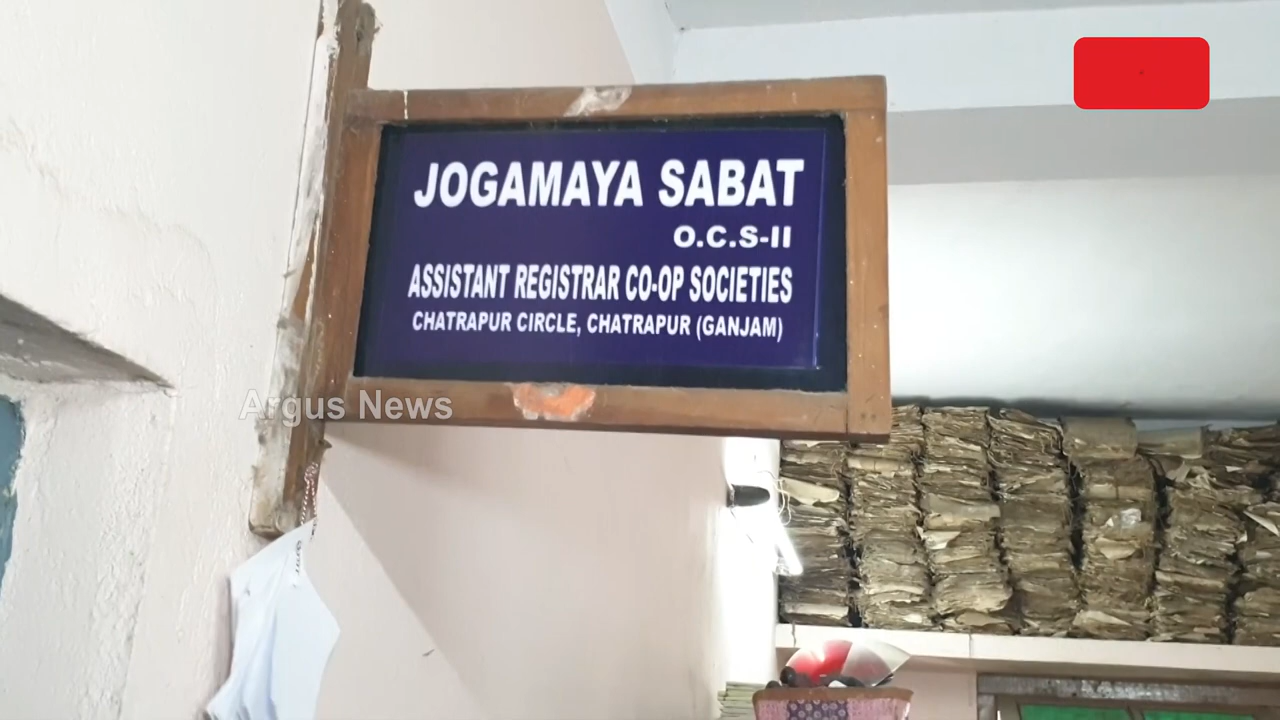 JOGAMAYA SABAT
O.C.S-II
ASSISTANT REGISTRAR CO-OP SOCIETIES
CHATRAPUR CIRCLE, CHATRAPUR (GANJAM)
Argus News